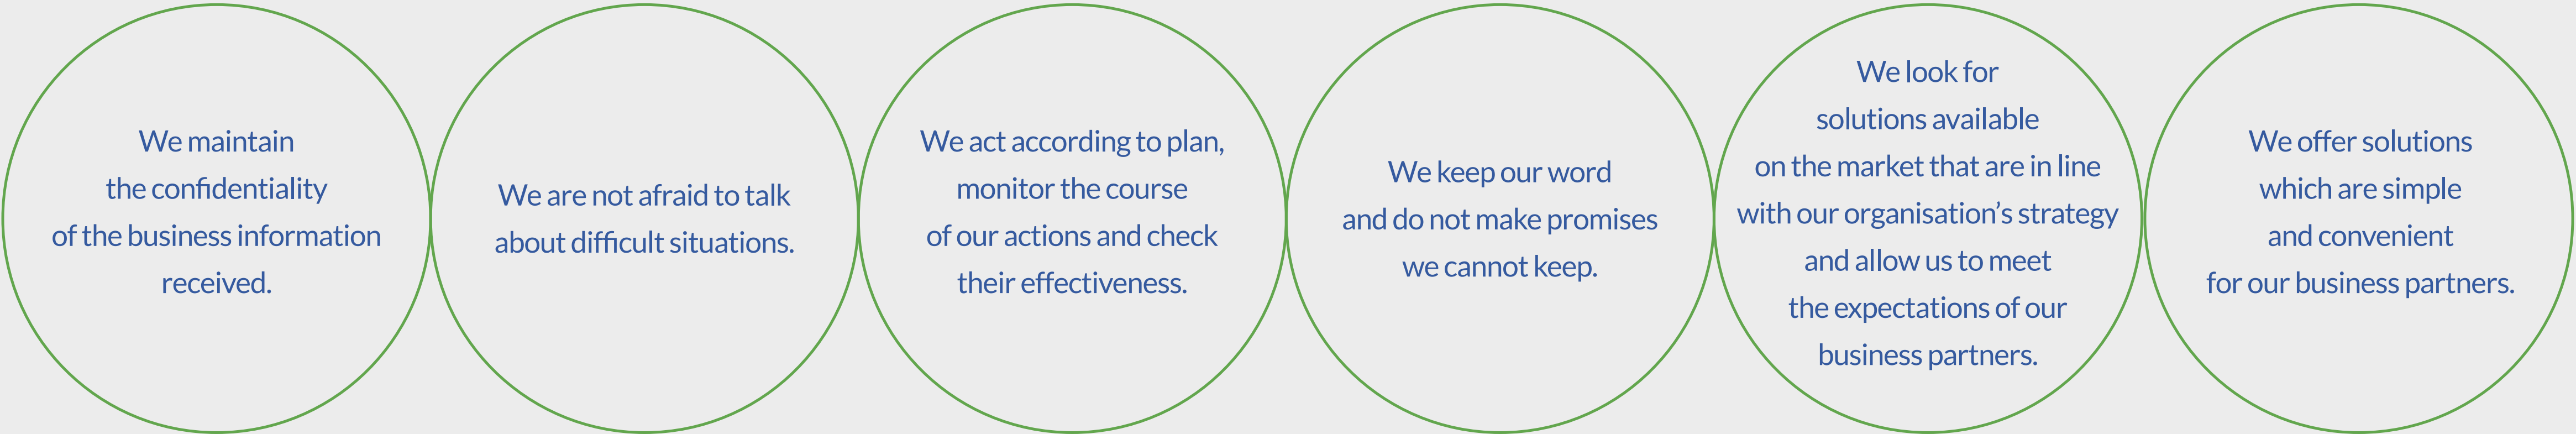 We maintain
the confidentiality
of the business information
received.
We are not afraid to talk
about difficult situations.
We act according to plan,
monitor the course
of our actions and check
their effectiveness.
We keep our word
and do not make promises
we cannot keep.
We look for
solutions available
on the market that are in line
with our organisation’s strategy
and allow us to meet
the expectations of our
business partners.
We offer solutions
which are simple
and convenient
for our business partners.